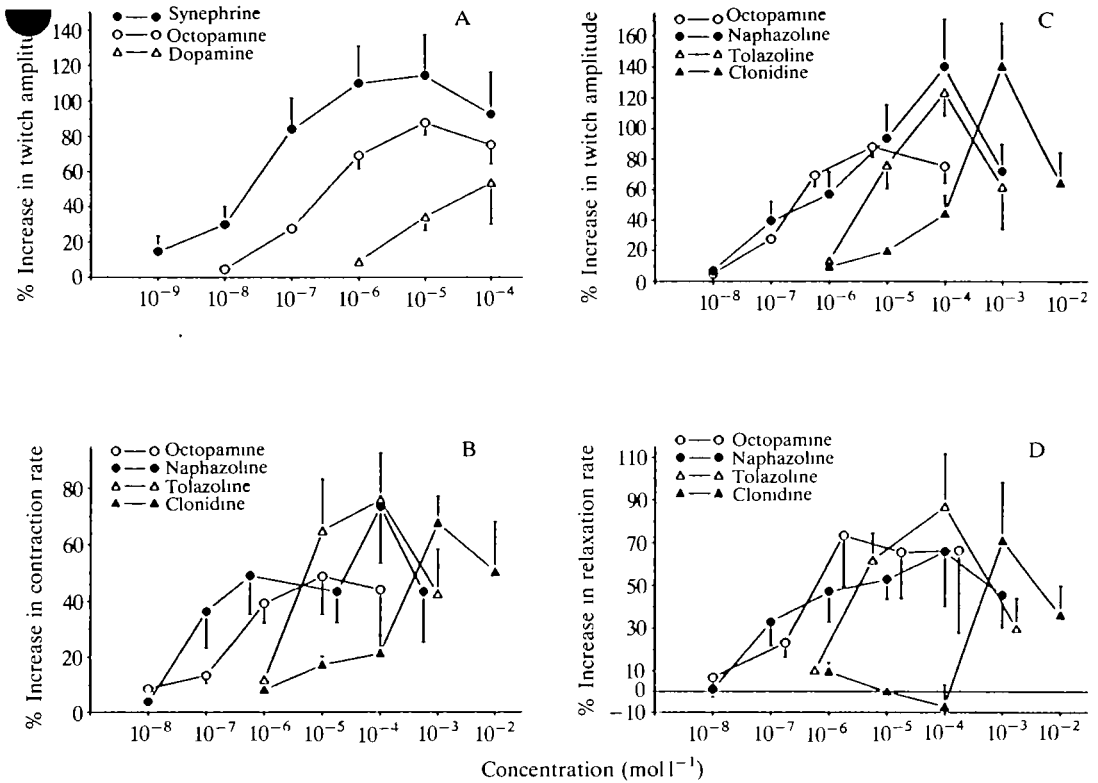 A
Synephrine
Octopamine
Dopamine
% Increase in twitch amplitude
140
120
100
80
60
40
20
0
10⁻⁹ 10⁻⁸ 10⁻⁷ 10⁻⁶ 10⁻⁵ 10⁻⁴
C
Octopamine
Naphazoline
Tolazoline
Clonidine
% Increase in twitch amplitude
160
140
120
100
80
60
40
20
0
10⁻⁸ 10⁻⁷ 10⁻⁶ 10⁻⁵ 10⁻⁴ 10⁻³ 10⁻²
B
Octopamine
Naphazoline
Tolazoline
Clonidine
% Increase in contraction rate
80
60
40
20
0
10⁻⁸ 10⁻⁷ 10⁻⁶ 10⁻⁵ 10⁻⁴ 10⁻³ 10⁻²
D
Octopamine
Naphazoline
Tolazoline
Clonidine
% Increase in relaxation rate
110
90
70
50
30
10
0
−10
10⁻⁸ 10⁻⁷ 10⁻⁶ 10⁻⁵ 10⁻⁴ 10⁻³ 10⁻²
Concentration (mol l⁻¹)